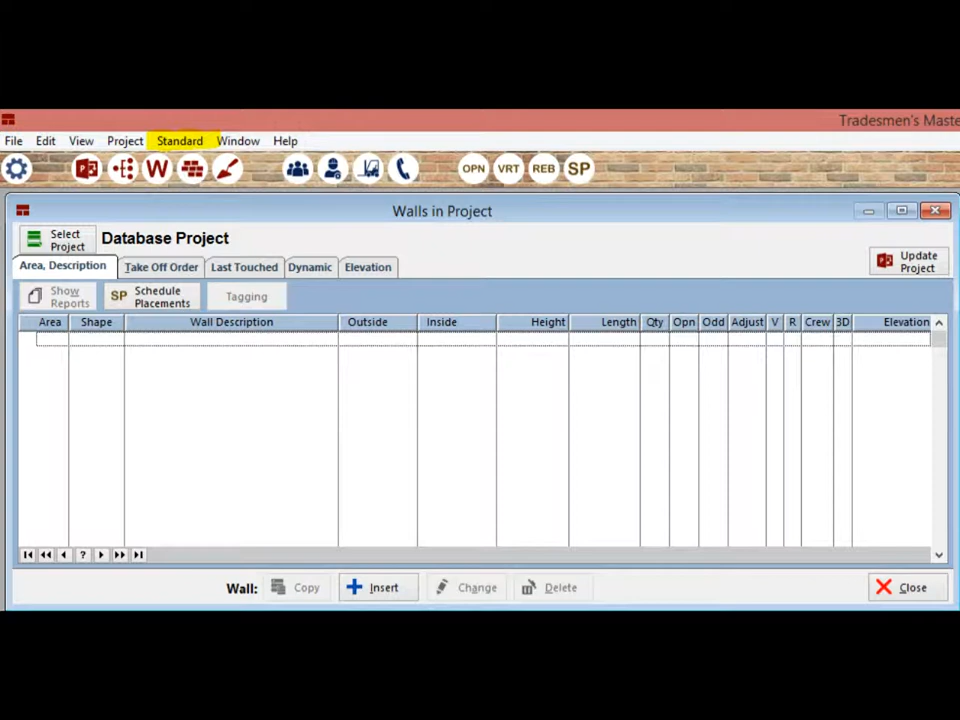 Tradesmen's Maste
File Edit View Project Standard Window Help
W OPN VRT REB SP
Walls in Project
Select
Project
Database Project
Update
Project
Area, Description Take Off Order Last Touched Dynamic Elevation
Show
Reports
SP Schedule
Placements
Tagging
Area Shape Wall Description Outside Inside Height Length Qty Opn Odd Adjust V R Crew 3D Elevation
?
Wall: Copy Insert Change Delete Close